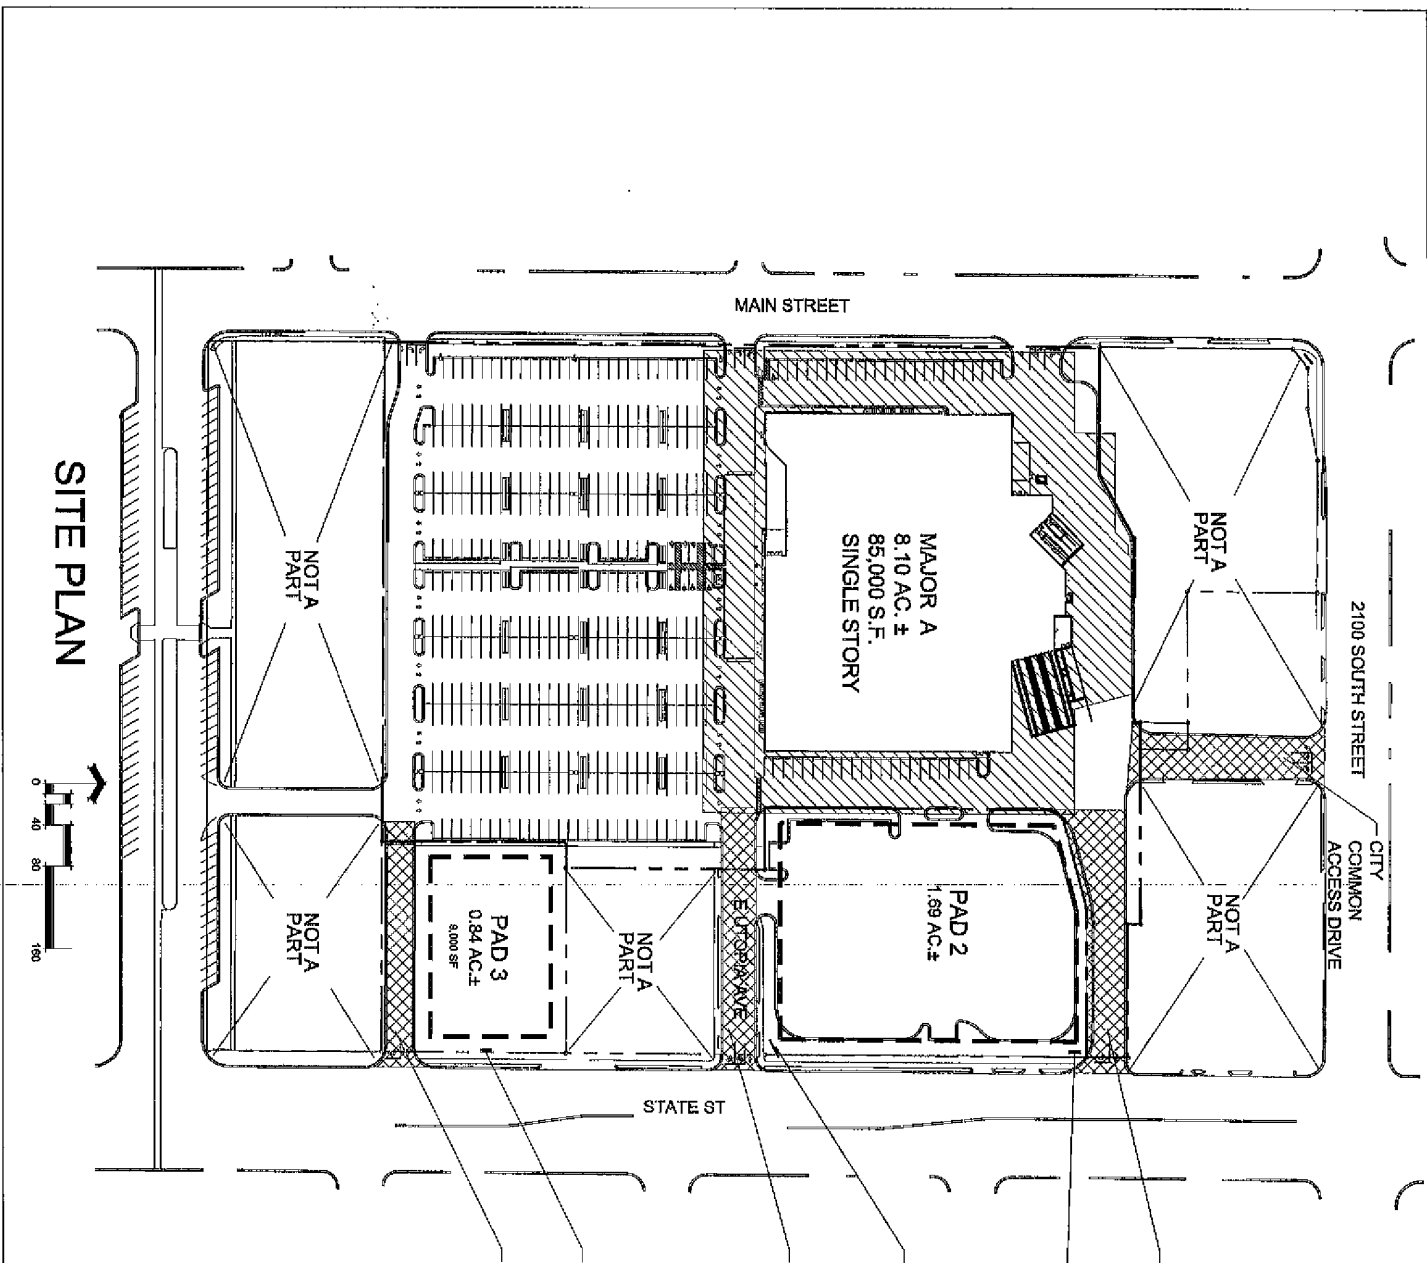 MAIN STREET
2100 SOUTH STREET
CITY
COMMON
ACCESS DRIVE
NOT A
PART
NOT A
PART
MAJOR A
8.10 AC. ±
85,000 S.F.
SINGLE STORY
PAD 2
1.69 AC.±
E UTOPIA AVE
NOT A
PART
PAD 3
0.84 AC.±
8,000 SF
NOT A
PART
NOT A
PART
STATE ST
SITE PLAN
0
40
80
160